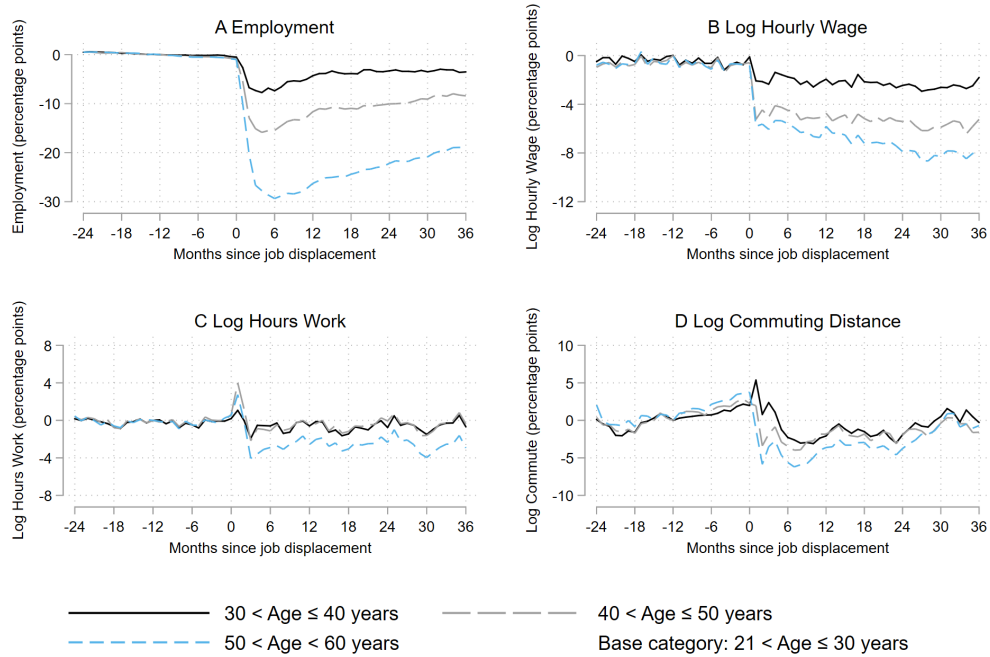 A Employment
Employment (percentage points)
0
-10
-20
-30
-24 -18 -12 -6 0 6 12 18 24 30 36
Months since job displacement
B Log Hourly Wage
Log Hourly Wage (percentage points)
0
-4
-8
-12
-24 -18 -12 -6 0 6 12 18 24 30 36
Months since job displacement
C Log Hours Work
Log Hours Work (percentage points)
8
4
0
-4
-8
-24 -18 -12 -6 0 6 12 18 24 30 36
Months since job displacement
D Log Commuting Distance
Log Commute (percentage points)
10
5
0
-5
-10
-24 -18 -12 -6 0 6 12 18 24 30 36
Months since job displacement
30 < Age ≤ 40 years
40 < Age ≤ 50 years
50 < Age < 60 years
Base category: 21 < Age ≤ 30 years